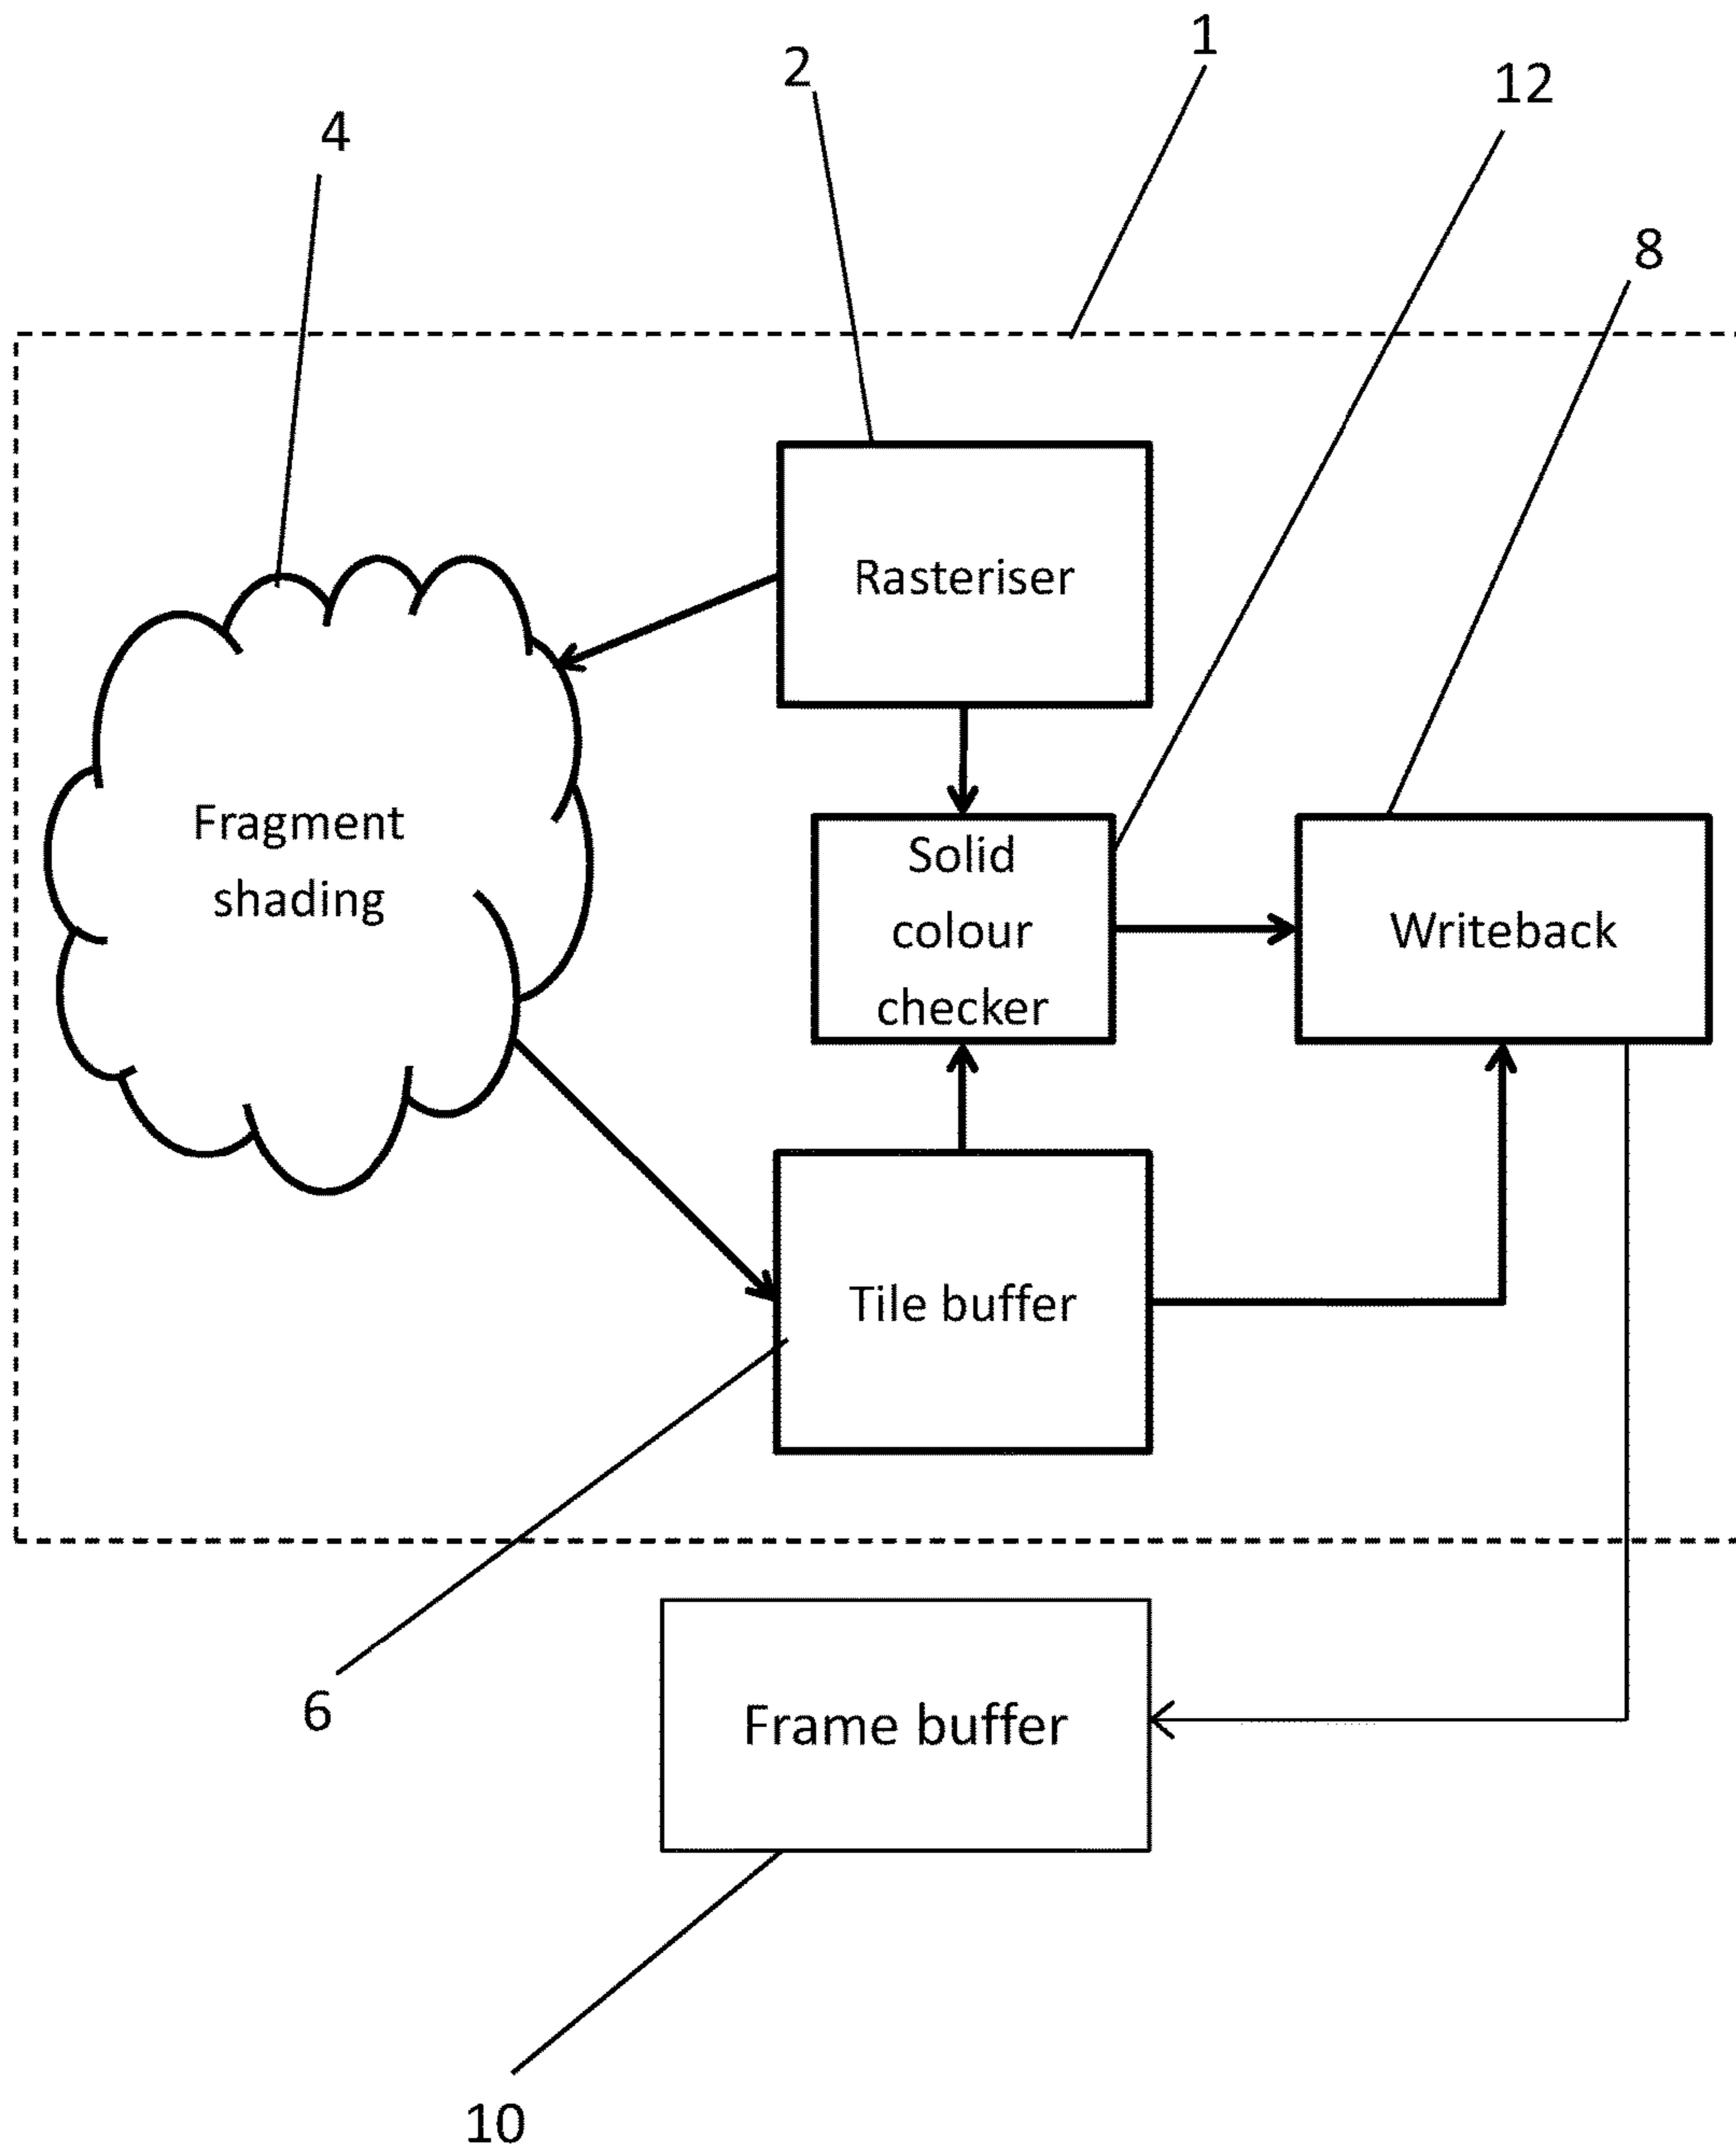 1
2
12
4
8
Rasteriser
Fragment
shading
Solid
colour
checker
Writeback
Tile buffer
6
Frame buffer
10